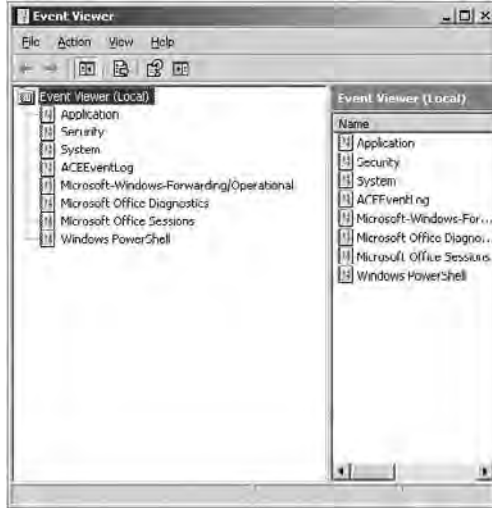 Event Viewer
File Action View Help
Event Viewer (Local)
Application
Security
System
ACEEventLog
Microsoft-Windows-Forwarding/Operational
Microsoft Office Diagnostics
Microsoft Office Sessions
Windows PowerShell
Event Viewer (Local)
Name
Application
Security
System
ACEEventLog
Microsoft-Windows-For...
Microsoft Office Diagno...
Microsoft Office Sessions
Windows PowerShell